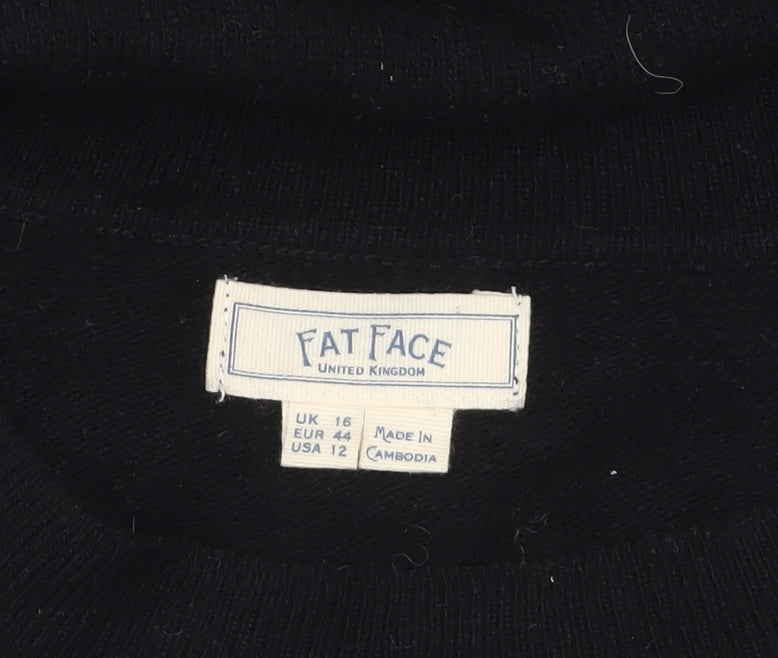 FAT FACE
UNITED KINGDOM
UK 16
EUR 44
USA 12
MADE IN
CAMBODIA